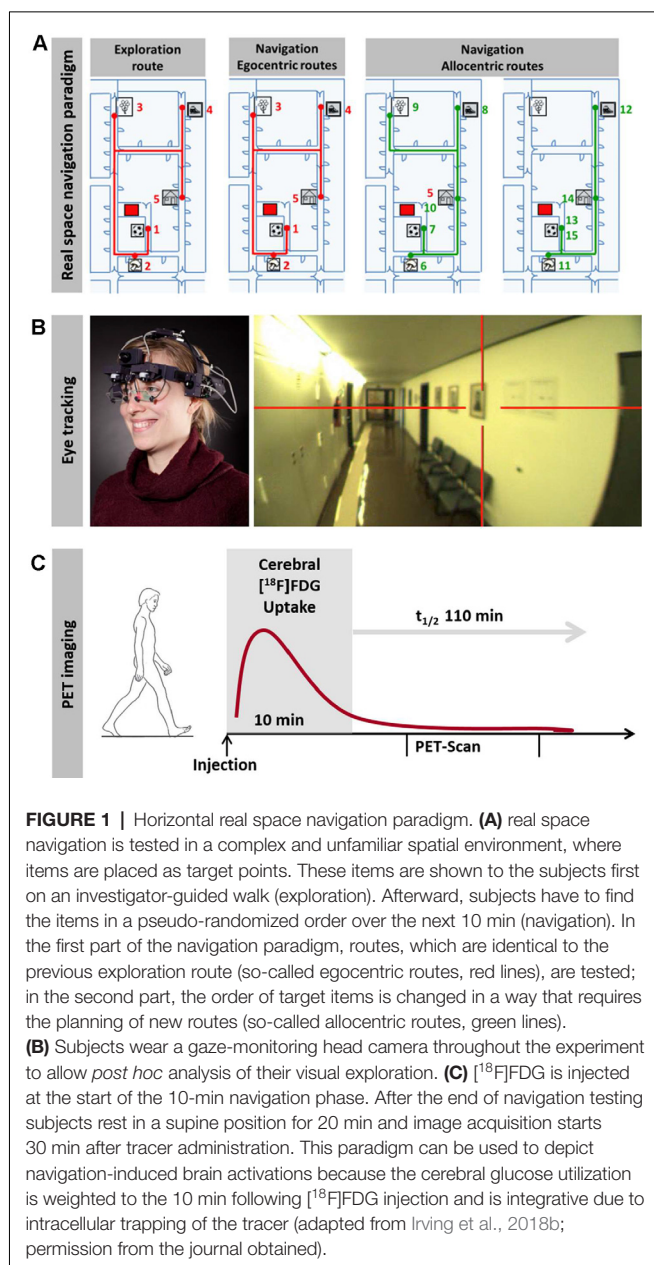 A
Real space navigation paradigm
Exploration
route
Navigation
Egocentric routes
Navigation
Allocentric routes
3
4
5
1
2
3
4
5
1
2
9
8
5
10
7
6
12
14
13
15
11
B
Eye tracking
C
PET imaging
Cerebral
[¹⁸F]FDG
Uptake
t₁/₂ 110 min
10 min
Injection
PET-Scan
FIGURE 1 | Horizontal real space navigation paradigm. (A) real space
navigation is tested in a complex and unfamiliar spatial environment, where
items are placed as target points. These items are shown to the subjects first
on an investigator-guided walk (exploration). Afterward, subjects have to find
the items in a pseudo-randomized order over the next 10 min (navigation). In
the first part of the navigation paradigm, routes, which are identical to the
previous exploration route (so-called egocentric routes, red lines), are tested;
in the second part, the order of target items is changed in a way that requires
the planning of new routes (so-called allocentric routes, green lines).
(B) Subjects wear a gaze-monitoring head camera throughout the experiment
to allow post hoc analysis of their visual exploration. (C) [¹⁸F]FDG is injected
at the start of the 10-min navigation phase. After the end of navigation testing
subjects rest in a supine position for 20 min and image acquisition starts
30 min after tracer administration. This paradigm can be used to depict
navigation-induced brain activations because the cerebral glucose utilization
is weighted to the 10 min following [¹⁸F]FDG injection and is integrative due to
intracellular trapping of the tracer (adapted from Irving et al., 2018b;
permission from the journal obtained).